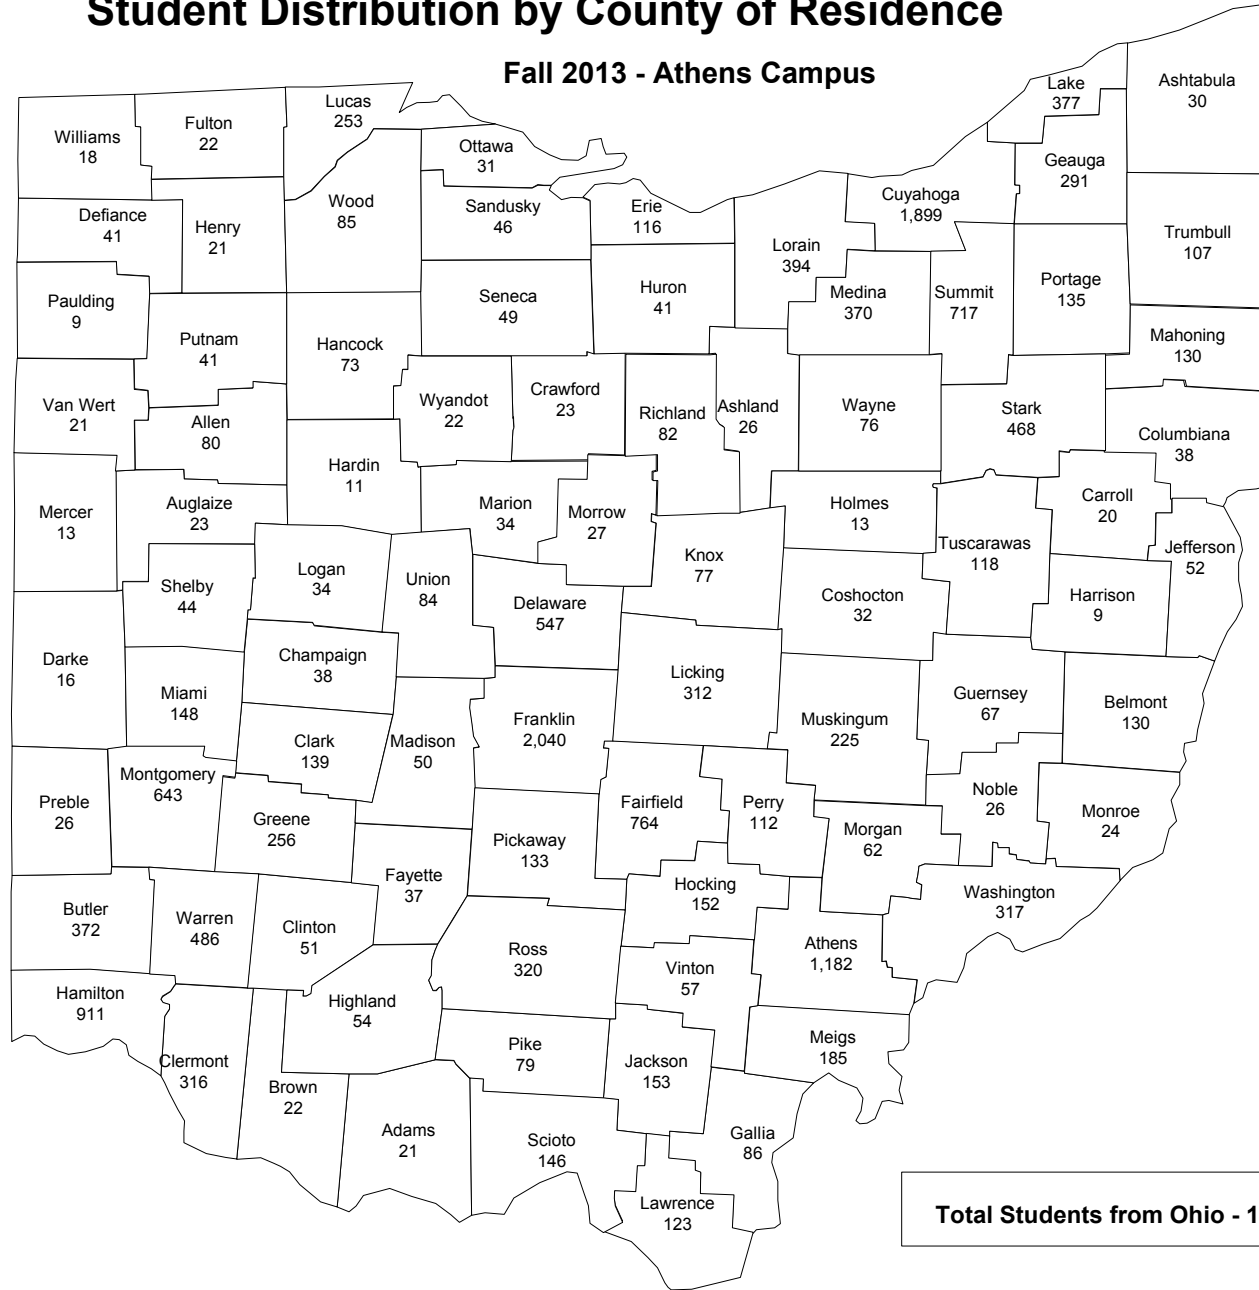 Student Distribution by County of Residence
Fall 2013 - Athens Campus
Williams
18
Fulton
22
Lucas
253
Ottawa
31
Lake
377
Ashtabula
30
Geauga
291
Cuyahoga
1,899
Defiance
41
Henry
21
Wood
85
Sandusky
46
Erie
116
Lorain
394
Trumbull
107
Paulding
9
Seneca
49
Huron
41
Medina
370
Summit
717
Portage
135
Putnam
41
Hancock
73
Mahoning
130
Van Wert
21
Allen
80
Wyandot
22
Crawford
23
Richland
82
Ashland
26
Wayne
76
Stark
468
Columbiana
38
Hardin
11
Mercer
13
Auglaize
23
Marion
34
Morrow
27
Holmes
13
Carroll
20
Tuscarawas
118
Jefferson
52
Knox
77
Logan
34
Union
84
Shelby
44
Delaware
547
Coshocton
32
Harrison
9
Darke
16
Champaign
38
Licking
312
Miami
148
Guernsey
67
Belmont
130
Franklin
2,040
Muskingum
225
Clark
139
Madison
50
Montgomery
643
Preble
26
Fairfield
764
Perry
112
Noble
26
Monroe
24
Greene
256
Pickaway
133
Morgan
62
Fayette
37
Hocking
152
Washington
317
Butler
372
Warren
486
Clinton
51
Ross
320
Athens
1,182
Vinton
57
Hamilton
911
Highland
54
Pike
79
Meigs
185
Clermont
316
Jackson
153
Brown
22
Adams
21
Scioto
146
Gallia
86
Lawrence
123
Total Students from Ohio - 1